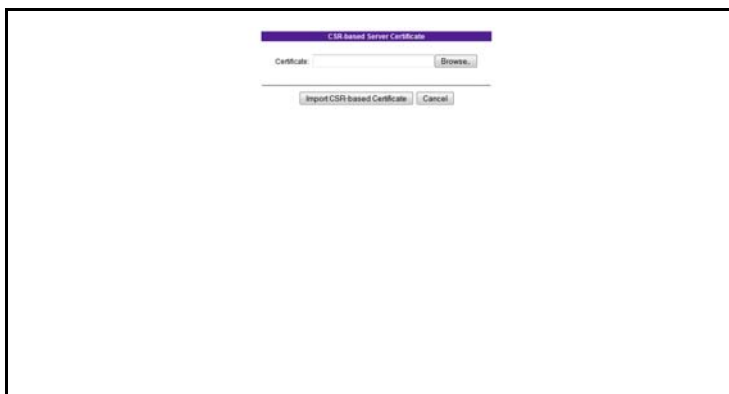 CSR-based Server Certificate
Certificate: Browse..
Import CSR-based Certificate Cancel